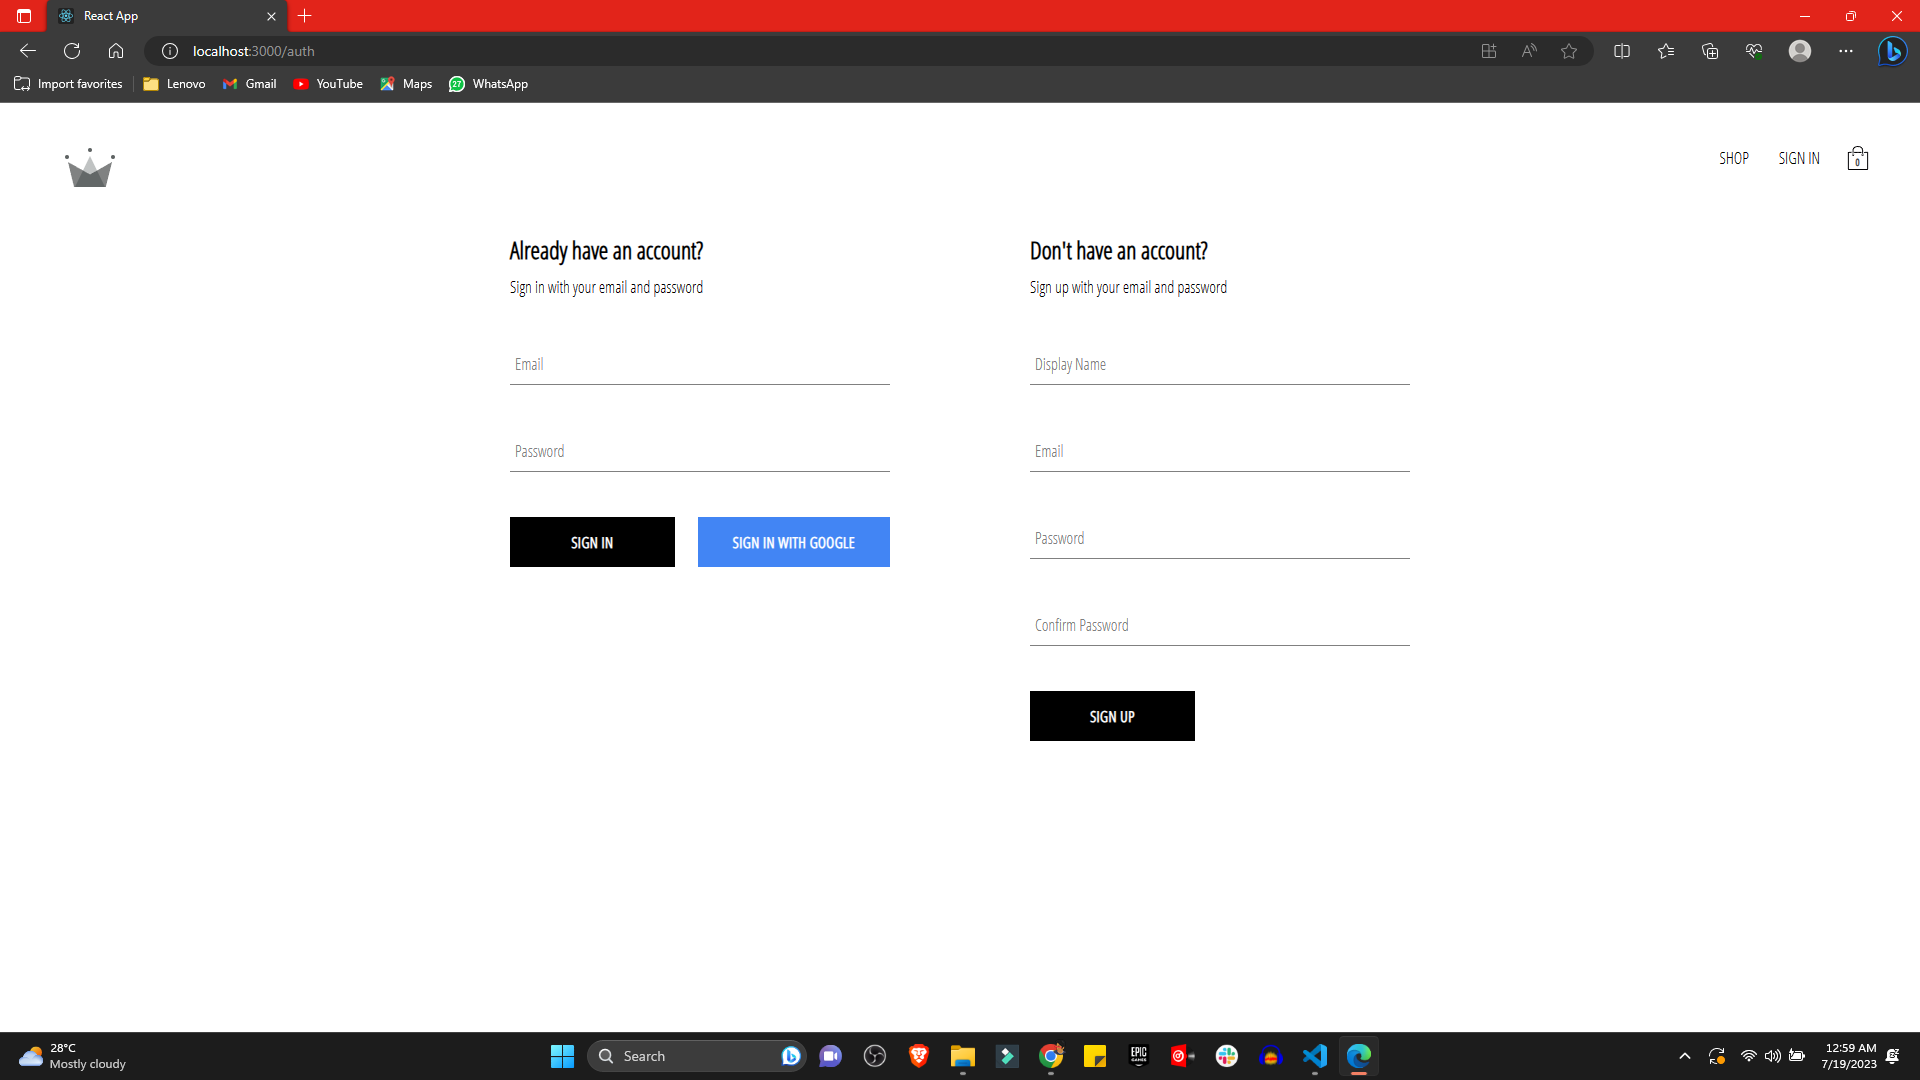 React App
localhost:3000/auth
Import favorites
Lenovo
Gmail
YouTube
Maps
27
WhatsApp
SHOP
SIGN IN
0
Already have an account?
Sign in with your email and password
Email
Password
SIGN IN
SIGN IN WITH GOOGLE
Don't have an account?
Sign up with your email and password
Display Name
Email
Password
Confirm Password
SIGN UP
28°C
Mostly cloudy
Search
EPIC
GAMES
12:59 AM
7/19/2023